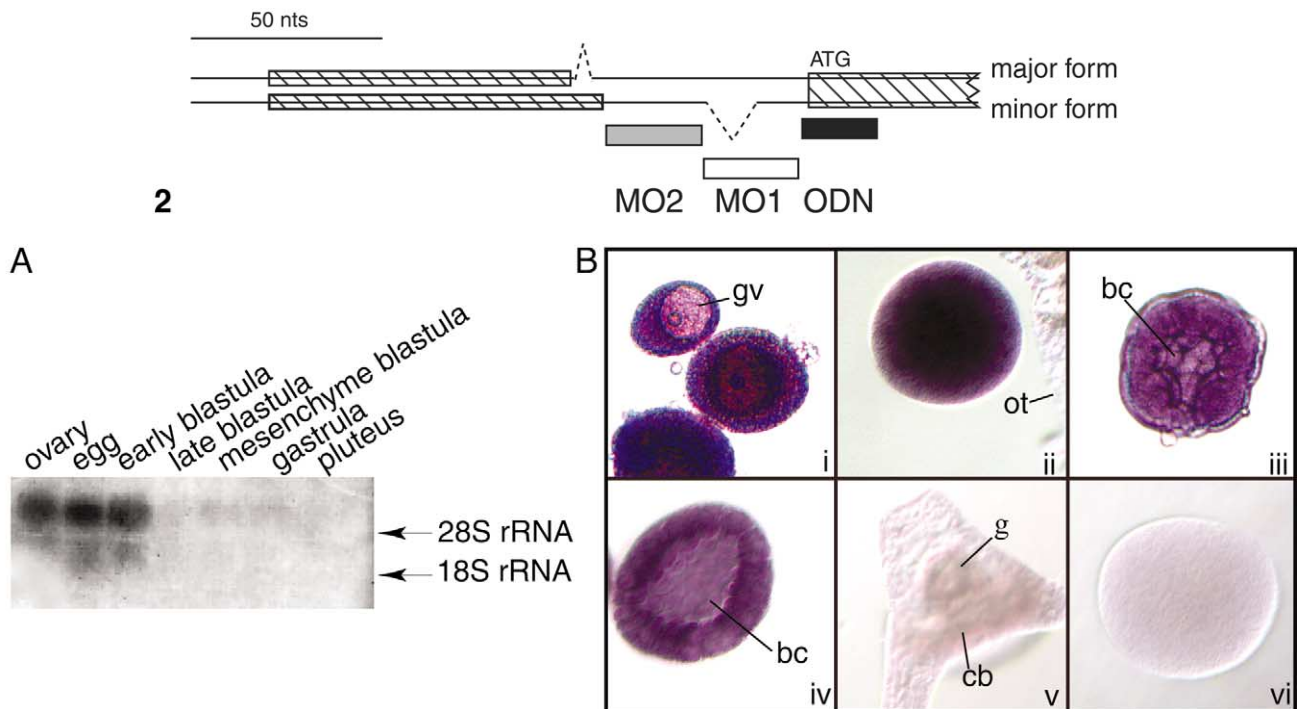 50 nts
ATG
major form
minor form
MO2 MO1 ODN
2
A
ovary
egg
early blastula
late blastula
mesenchyme blastula
gastrula
pluteus
28S rRNA
18S rRNA
B
gv
i
ot
ii
bc
iii
bc
iv
g
cb
v
vi